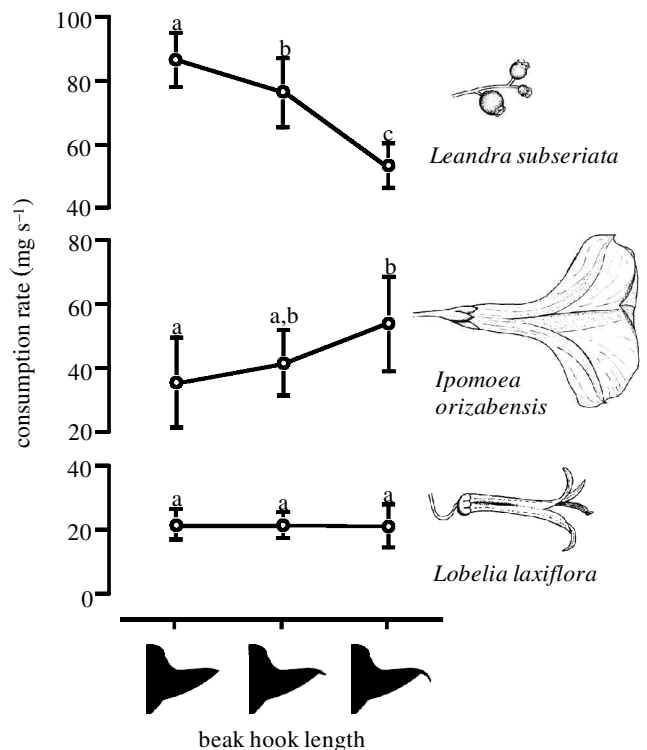 100
80
60
40
a
b
c
Leandra subseriata
80
60
40
20
a
a,b
b
Ipomoea
orizabensis
40
20
0
a
a
a
Lobelia laxiflora
consumption rate (mg s⁻¹)
beak hook length